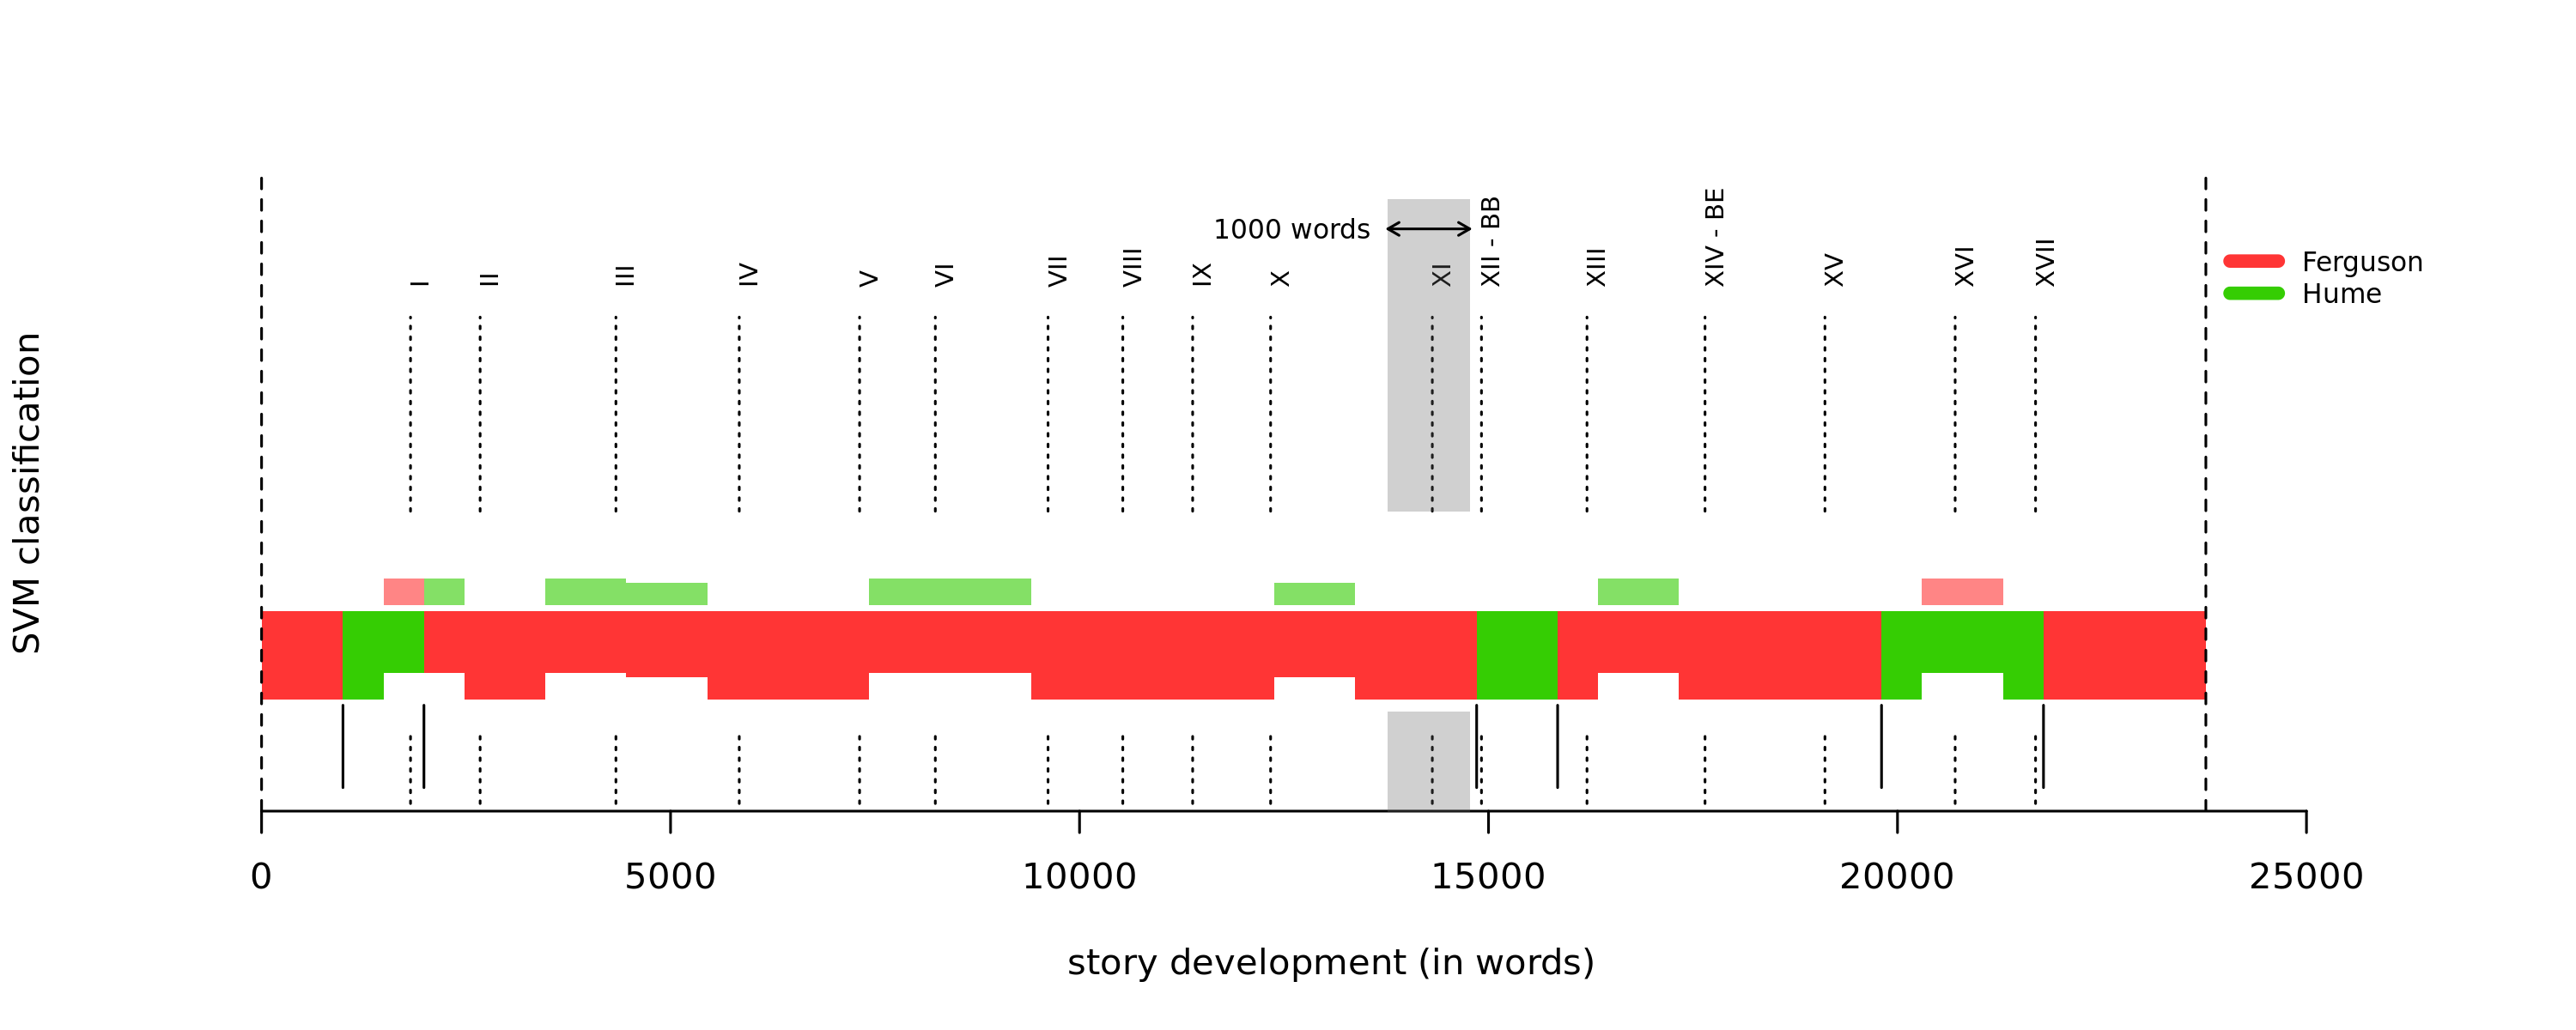 SVM classification
1000 words
I
II
III
IV
V
VI
VII
VIII
IX
X
XI
XII - BB
XIII
XIV - BE
XV
XVI
XVII
Ferguson
Hume
0
5000
10000
15000
20000
25000
story development (in words)